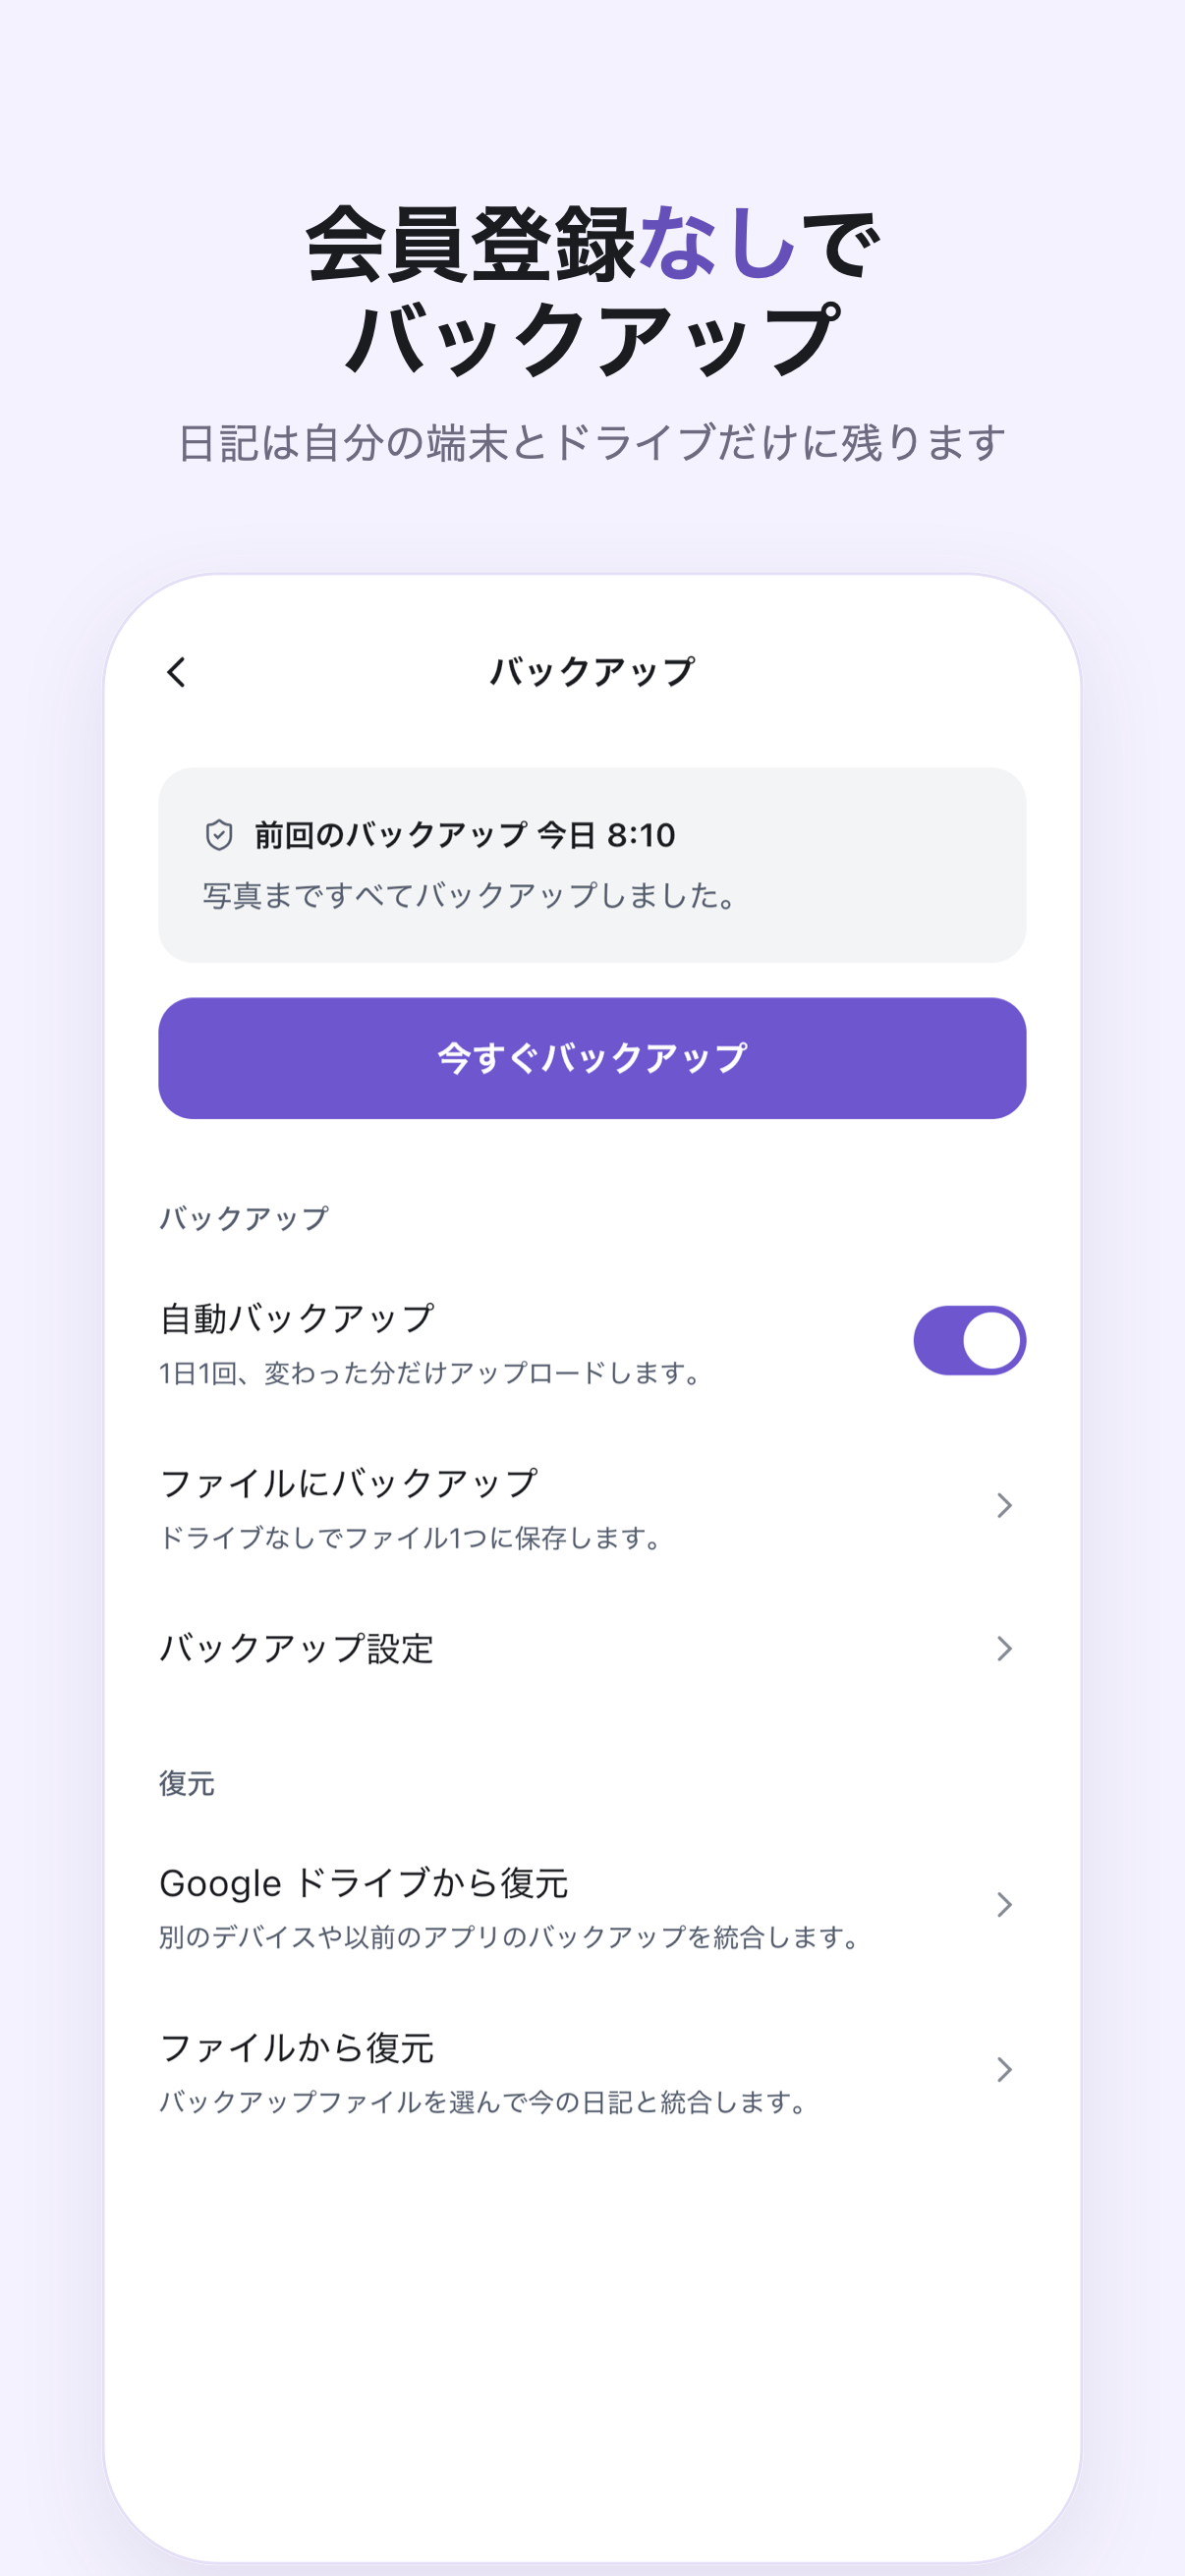 会員登録なしで
バックアップ
日記は自分の端末とドライブだけに残ります
バックアップ
前回のバックアップ 今日 8:10
写真まですべてバックアップしました。
今すぐバックアップ
バックアップ
自動バックアップ
1日1回、変わった分だけアップロードします。
ファイルにバックアップ
ドライブなしでファイル1つに保存します。
バックアップ設定
復元
Google ドライブから復元
別のデバイスや以前のアプリのバックアップを統合します。
ファイルから復元
バックアップファイルを選んで今の日記と統合します。